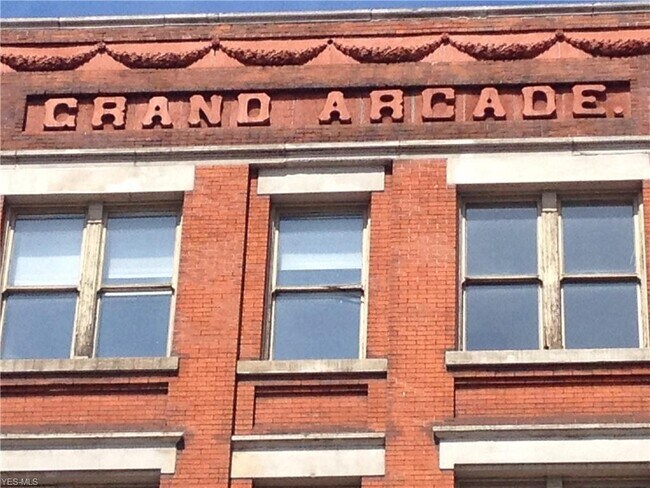 GRAND ARCADE.
YES-MLS